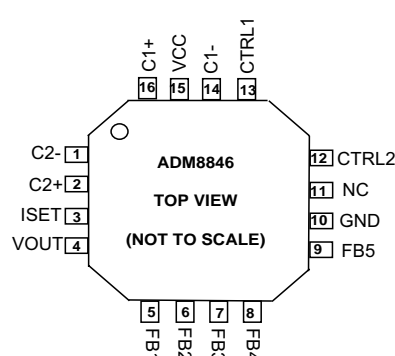 C1+
VCC
C1-
CTRL1
16
15
14
13
C2- 1
C2+ 2
ISET 3
VOUT 4
ADM8846
TOP VIEW
(NOT TO SCALE)
12 CTRL2
11 NC
10 GND
9 FB5
5
6
7
8
FB2
FB3
FB4